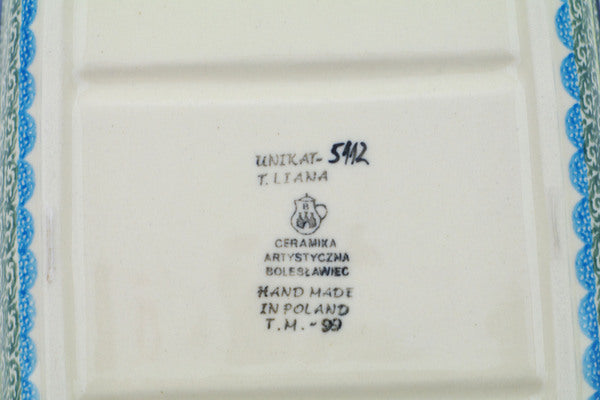 UNIKAT- 5112
T. LIANA
B
CERAMIKA
ARTYSTYCZNA
BOLESŁAWIEC
HAND MADE
IN POLAND
T.M.-99